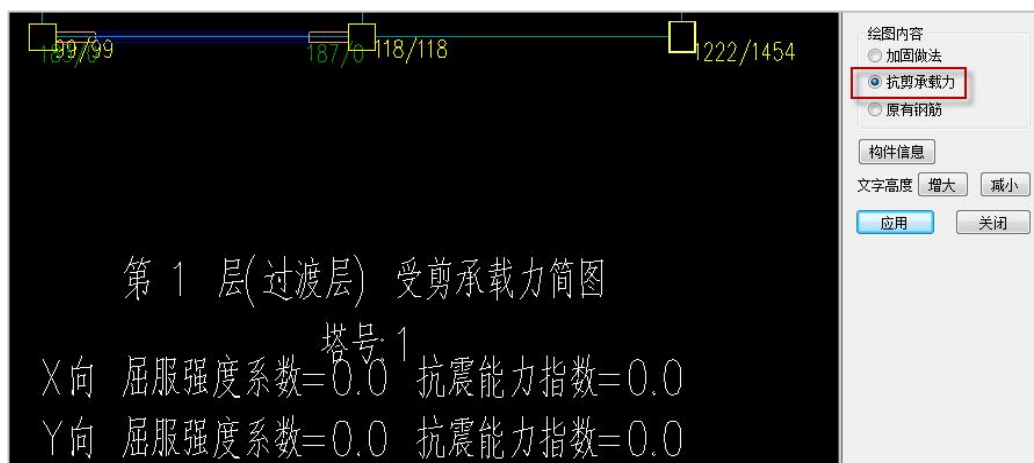 99/99
187/0
118/118
1222/1454
第 1 层(过渡层) 受剪承载力简图
塔号:1
X向 屈服强度系数=0.0 抗震能力指数=0.0
Y向 屈服强度系数=0.0 抗震能力指数=0.0
绘图内容
加固做法
抗剪承载力
原有钢筋
构件信息
文字高度 增大 减小
应用 关闭